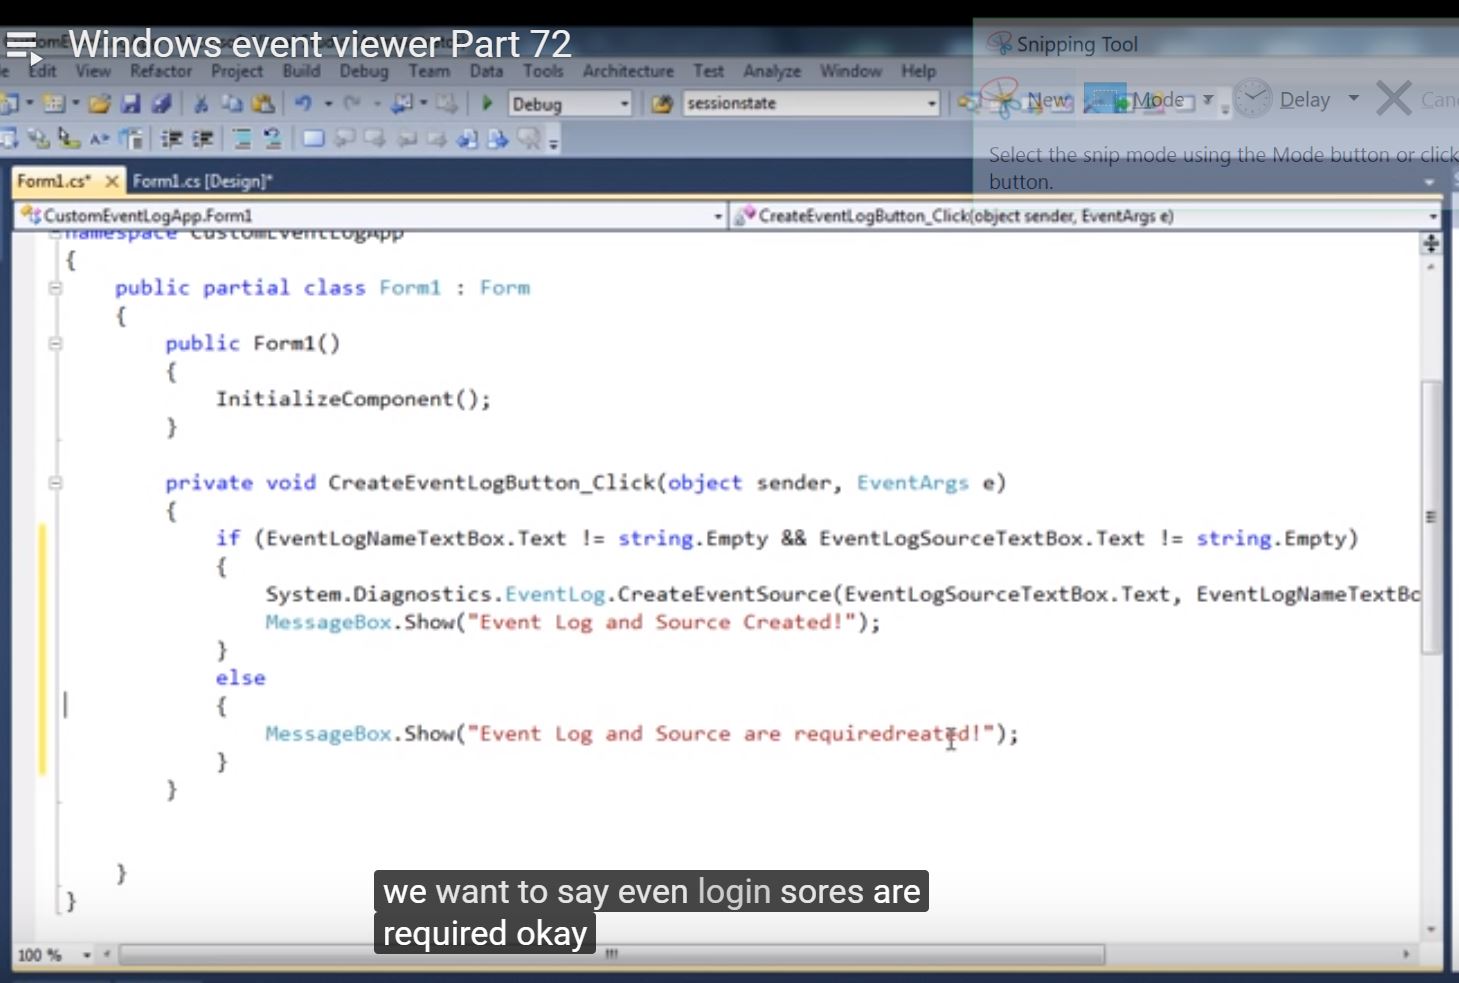 Windows event viewer Part 72
Snipping Tool
Edit View Refactor Project Build Debug Team Data Tools Architecture Test Analyze Window Help
Debug sessionstate
New Mode Delay
Select the snip mode using the Mode button or click
button.
Form1.cs* Form1.cs [Design]*
CustomEventLogApp.Form1 CreateEventLogButton_Click(object sender, EventArgs e)
namespace CustomEventLogApp
{
public partial class Form1 : Form
{
public Form1()
{
InitializeComponent();
}
private void CreateEventLogButton_Click(object sender, EventArgs e)
{
if (EventLogNameTextBox.Text != string.Empty && EventLogSourceTextBox.Text != string.Empty)
{
System.Diagnostics.EventLog.CreateEventSource(EventLogSourceTextBox.Text, EventLogNameTextBo
MessageBox.Show("Event Log and Source Created!");
}
else
{
MessageBox.Show("Event Log and Source are requiredreated!");
}
}
}
}
we want to say even login sores are
required okay
100 %